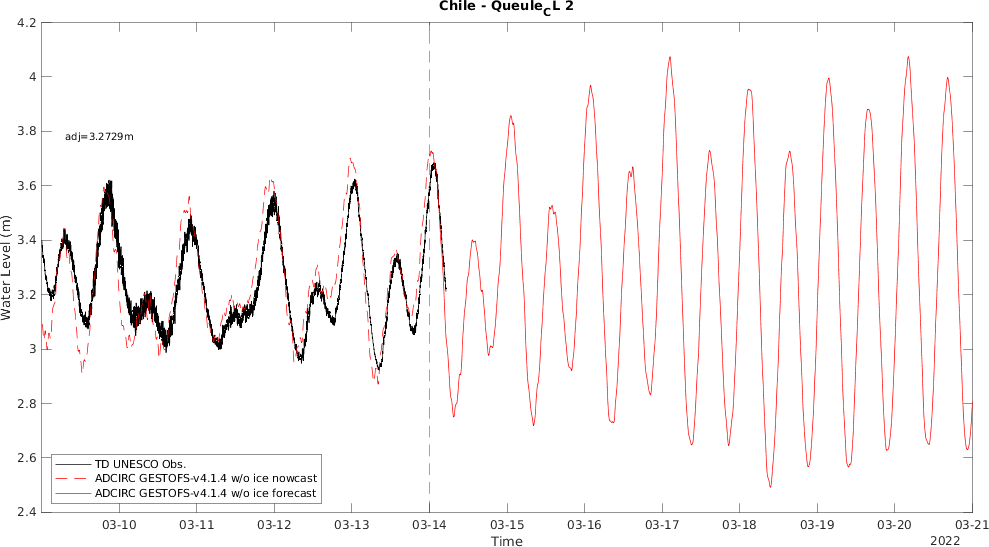 Chile - Queule_C L 2
4.2
4
3.8
3.6
3.4
3.2
3
2.8
2.6
2.4
Water Level (m)
adj=3.2729m
TD UNESCO Obs.
ADCIRC GESTOFS-v4.1.4 w/o ice nowcast
ADCIRC GESTOFS-v4.1.4 w/o ice forecast
03-10 03-11 03-12 03-13 03-14 03-15 03-16 03-17 03-18 03-19 03-20 03-21
Time
2022